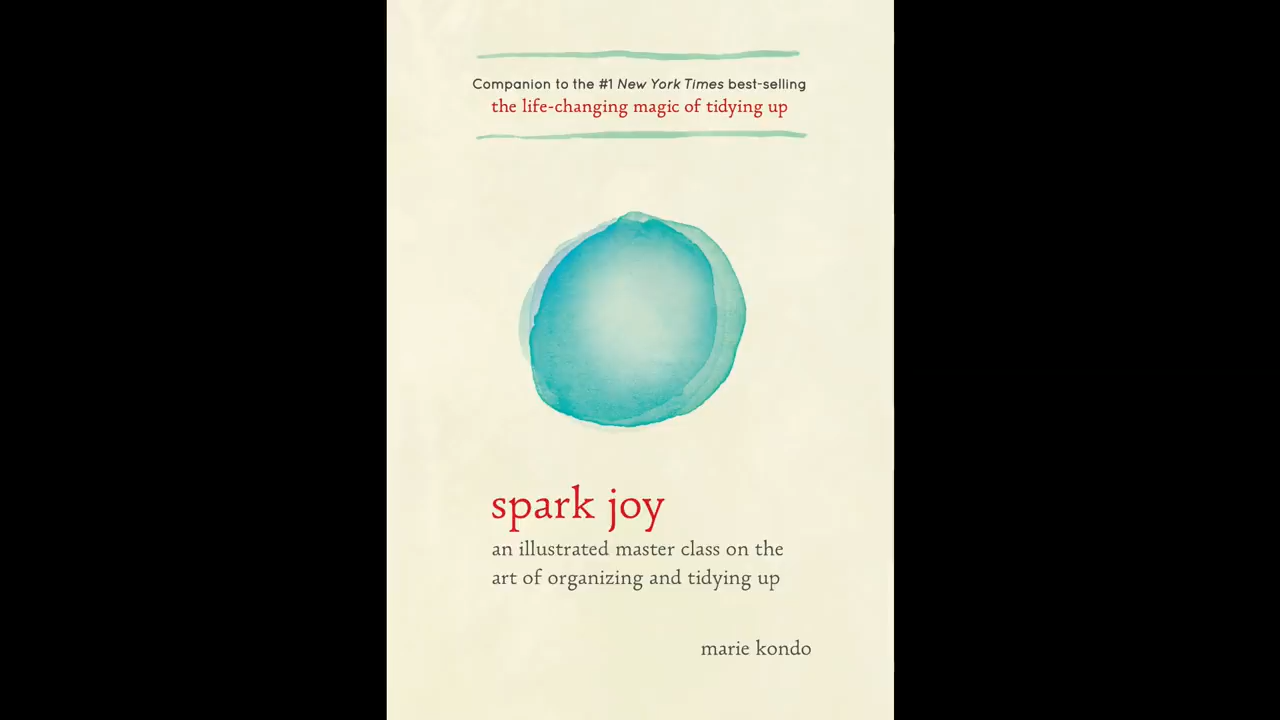 Companion to the #1 New York Times best-selling
the life-changing magic of tidying up
spark joy
an illustrated master class on the
art of organizing and tidying up
marie kondo